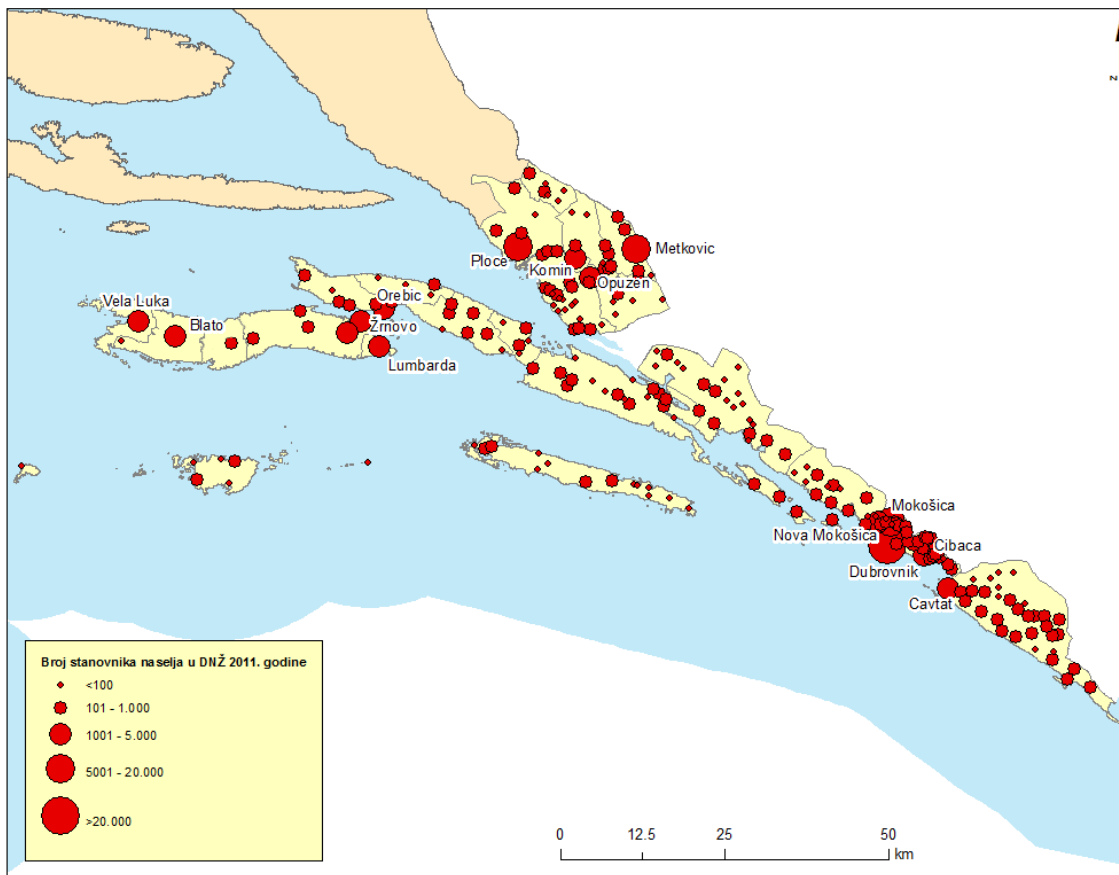 z
Metkovic
Ploce
Komin
Opuzen
Orebic
Vela Luka
Blato
Žrnovo
Lumbarda
Mokošica
Nova Mokošica
Cibaca
Dubrovnik
Cavtat
Broj stanovnika naselja u DNŽ 2011. godine
<100
101 - 1.000
1001 - 5.000
5001 - 20.000
>20.000
0 12.5 25 50
km